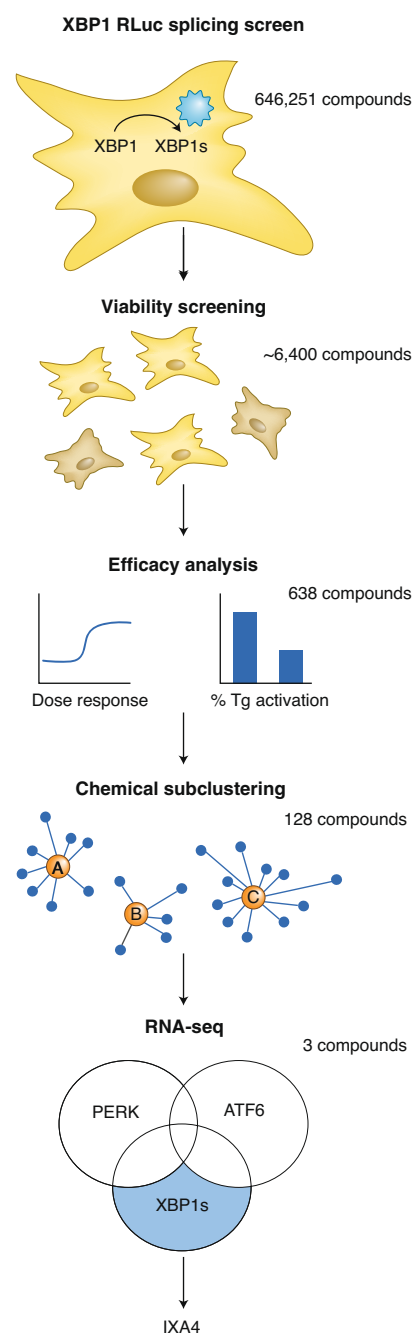 XBP1 RLuc splicing screen
646,251 compounds
XBP1 XBP1s
Viability screening
~6,400 compounds
Efficacy analysis
638 compounds
Dose response
% Tg activation
Chemical subclustering
128 compounds
A
B
C
RNA-seq
3 compounds
PERK
ATF6
XBP1s
IXA4